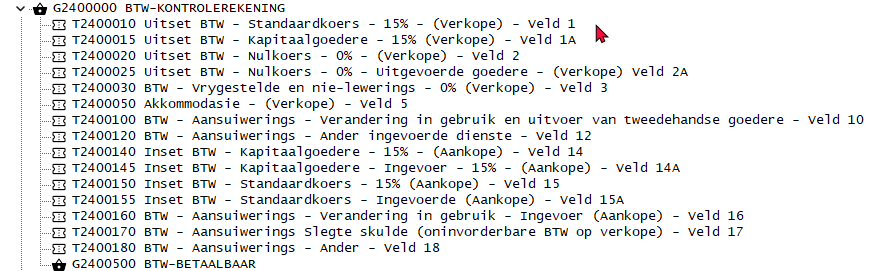 G2400000 BTW-KONTROLEREKENING
T2400010 Uitset BTW - Standaardkoers - 15% - (Verkope) - Veld 1
T2400015 Uitset BTW - Kapitaalgoedere - 15% (Verkope) - Veld 1A
T2400020 Uitset BTW - Nulkoers - 0% - (Verkope) - Veld 2
T2400025 Uitset BTW - Nulkoers - 0% - Uitgevoerde goedere - (Verkope) Veld 2A
T2400030 BTW - Vrygestelde en nie-lewerings - 0% (Verkope) - Veld 3
T2400050 Akkommodasie - (Verkope) - Veld 5
T2400100 BTW - Aansuiwerings - Verandering in gebruik en uitvoer van tweedehandse goedere - Veld 10
T2400120 BTW - Aansuiwerings - Ander ingevoerde dienste - Veld 12
T2400140 Inset BTW - Kapitaalgoedere - 15% - (Aankope) - Veld 14
T2400145 Inset BTW - Kapitaalgoedere - Ingevoer - 15% - (Aankope) - Veld 14A
T2400150 Inset BTW - Standaardkoers - 15% (Aankope) - Veld 15
T2400155 Inset BTW - Standaardkoers - Ingevoerde (Aankope) - Veld 15A
T2400160 BTW - Aansuiwerings - Verandering in gebruik - Ingevoer (Aankope) - Veld 16
T2400170 BTW - Aansuiwerings Slegte skulde (oninvorderbare BTW op verkope) - Veld 17
T2400180 BTW - Aansuiwerings - Ander - Veld 18
G2400500 BTW-BETAALBAAR